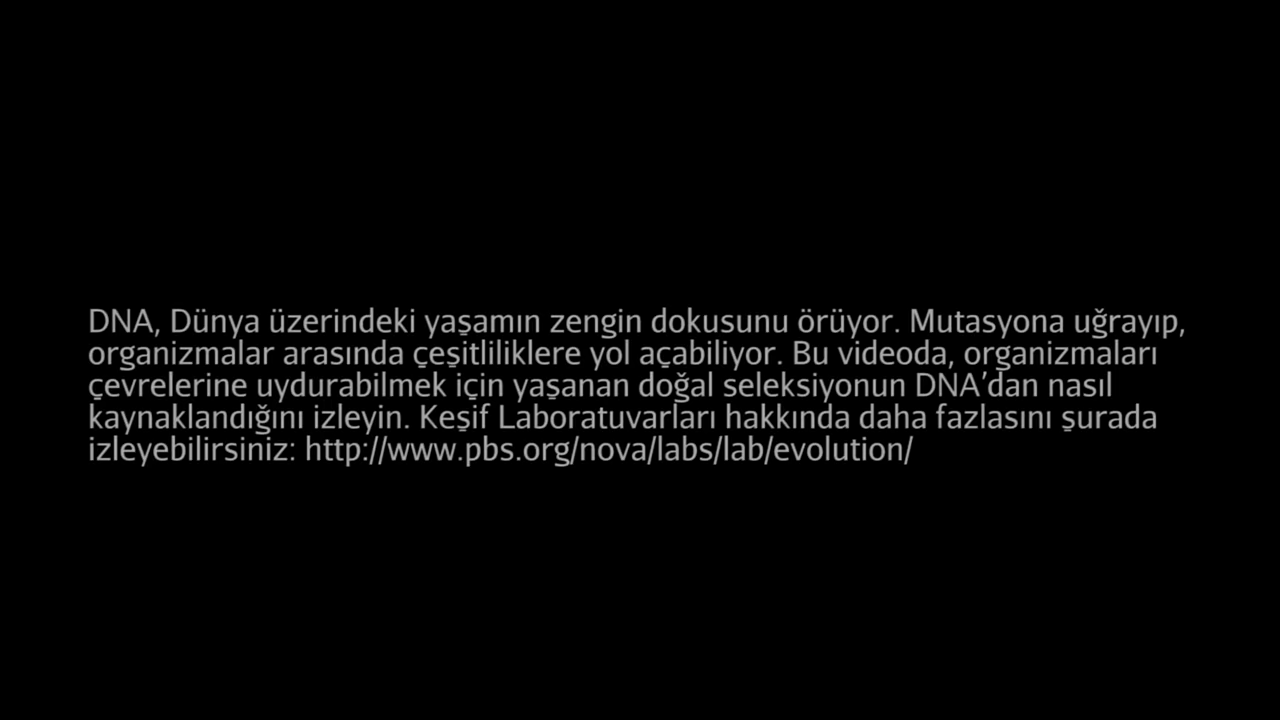 DNA, Dünya üzerindeki yaşamın zengin dokusunu örüyor. Mutasyona uğrayıp,
organizmalar arasında çeşitliliklere yol açabiliyor. Bu videoda, organizmaları
çevrelerine uydurabilmek için yaşanan doğal seleksiyonun DNA’dan nasıl
kaynaklandığını izleyin. Keşif Laboratuvarları hakkında daha fazlasını şurada
izleyebilirsiniz: http://www.pbs.org/nova/labs/lab/evolution/